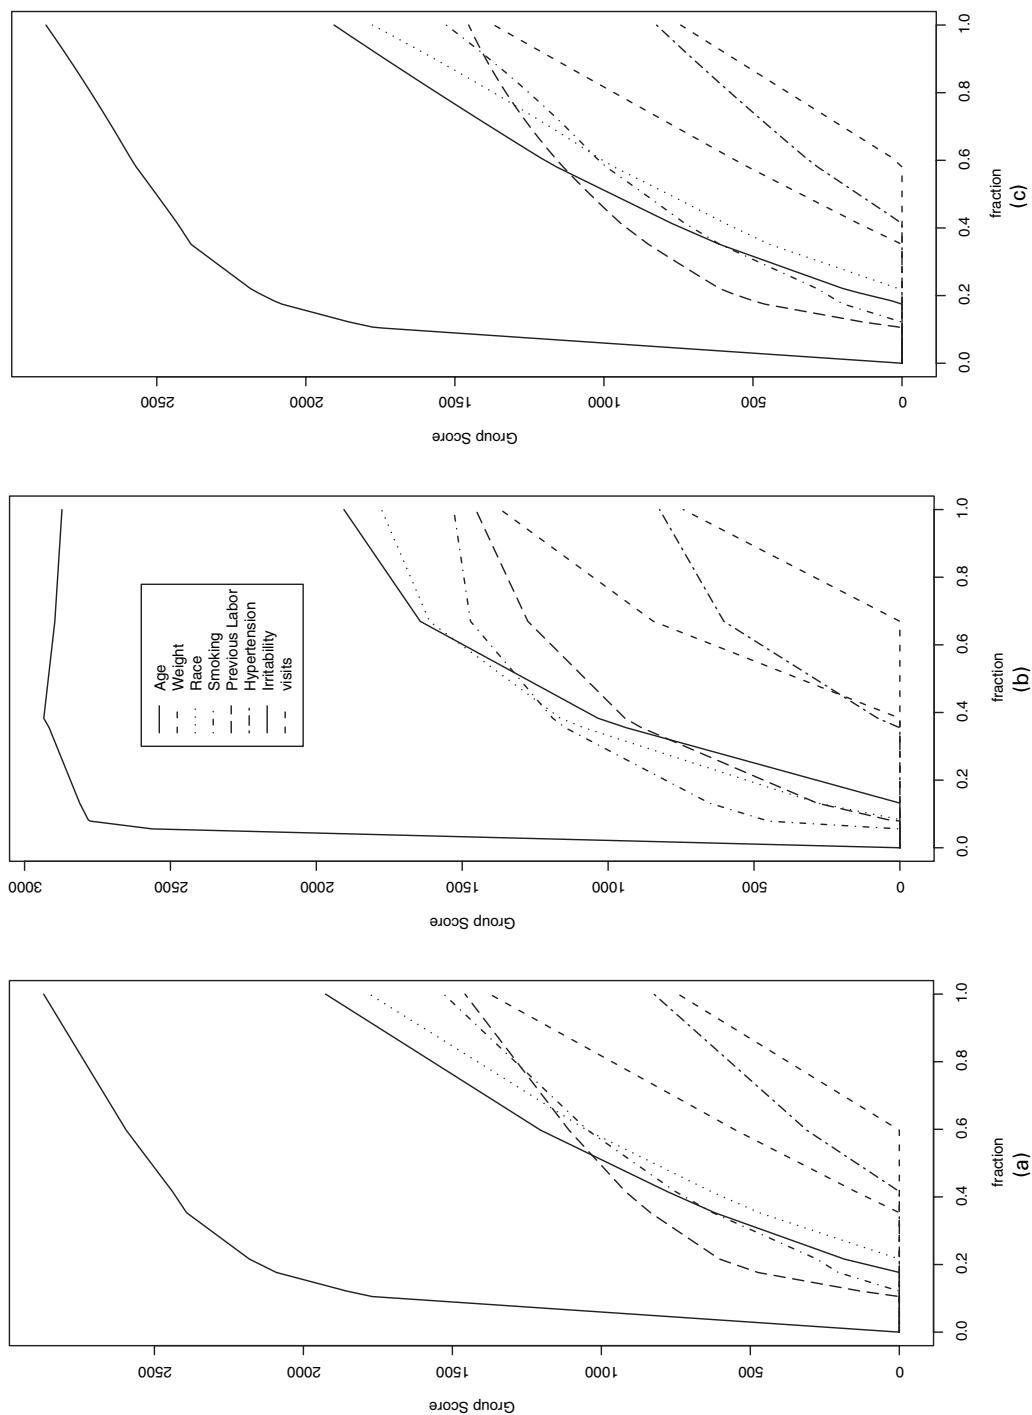 2500
2000
1500
1000
500
0
Group Score
0.0
0.2
0.4
0.6
0.8
1.0
fraction
(c)
3000
2500
2000
1500
1000
500
0
Group Score
Age
Weight
Race
Smoking
Previous Labor
Hypertension
Irritability
visits
0.0
0.2
0.4
0.6
0.8
1.0
fraction
(b)
2500
2000
1500
1000
500
0
Group Score
0.0
0.2
0.4
0.6
0.8
1.0
fraction
(a)